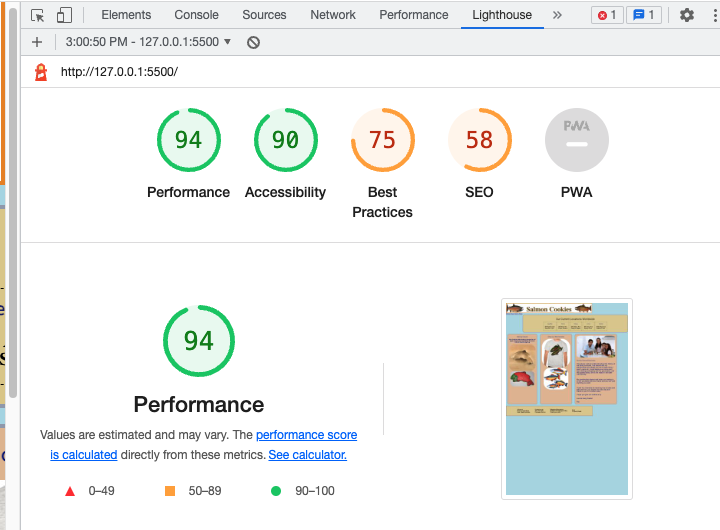 Elements Console Sources Network Performance Lighthouse » 1 1
+ 3:00:50 PM - 127.0.0.1:5500 ▼
http://127.0.0.1:5500/
94 90 75 58 PWA
Performance Accessibility Best Practices SEO PWA
94
Salmon Cookies
Performance
Values are estimated and may vary. The performance score
is calculated directly from these metrics. See calculator.
0–49 50–89 90–100